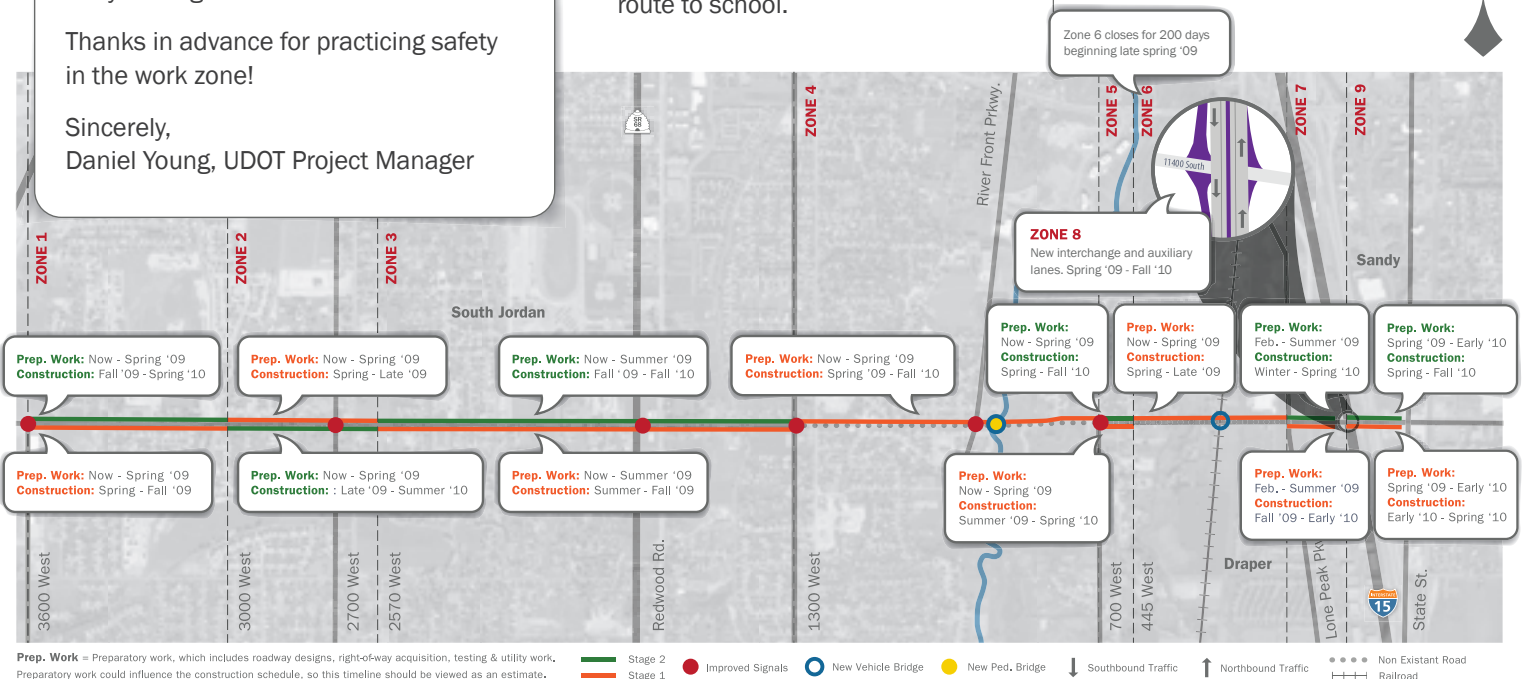 route to school.
Thanks in advance for practicing safety
in the work zone!
Sincerely,
Daniel Young, UDOT Project Manager
Zone 6 closes for 200 days
beginning late spring ‘09
SR
68
ZONE 1
ZONE 2
ZONE 3
ZONE 4
River Front Prkwy.
ZONE 5
ZONE 6
ZONE 7
ZONE 9
11400 South
ZONE 8
New interchange and auxiliary
lanes. Spring ‘09 - Fall ‘10
Sandy
South Jordan
Prep. Work: Now - Spring ‘09
Construction: Fall ’09 - Spring ‘10
Prep. Work: Now - Spring ‘09
Construction: Spring - Late ‘09
Prep. Work: Now - Summer ‘09
Construction: Fall ‘09 - Fall ‘10
Prep. Work: Now - Spring ‘09
Construction: Spring ’09 - Fall ‘10
Prep. Work:
Now - Spring ‘09
Construction:
Spring - Fall ‘10
Prep. Work:
Now - Spring ‘09
Construction:
Spring - Late ‘09
Prep. Work:
Feb. - Summer ‘09
Construction:
Winter - Spring ‘10
Prep. Work:
Spring ‘09 - Early ‘10
Construction:
Spring - Fall ‘10
Prep. Work: Now - Spring ‘09
Construction: Spring - Fall ‘09
Prep. Work: Now - Spring ‘09
Construction: : Late ‘09 - Summer ‘10
Prep. Work: Now - Summer ‘09
Construction: Summer - Fall ‘09
Prep. Work:
Now - Spring ‘09
Construction:
Summer ‘09 - Spring ‘10
Prep. Work:
Feb. - Summer ‘09
Construction:
Fall ‘09 - Early ‘10
Prep. Work:
Spring ‘09 - Early ‘10
Construction:
Early ‘10 - Spring ‘10
3600 West
3000 West
2700 West
2570 West
Redwood Rd.
1300 West
700 West
445 West
Draper
Lone Peak Pkw
INTERSTATE
15
State St.
Prep. Work = Preparatory work, which includes roadway designs, right-of-way acquisition, testing & utility work.
Preparatory work could influence the construction schedule, so this timeline should be viewed as an estimate.
Stage 2
Stage 1
Improved Signals
New Vehicle Bridge
New Ped. Bridge
Southbound Traffic
Northbound Traffic
Non Existant Road
Railroad